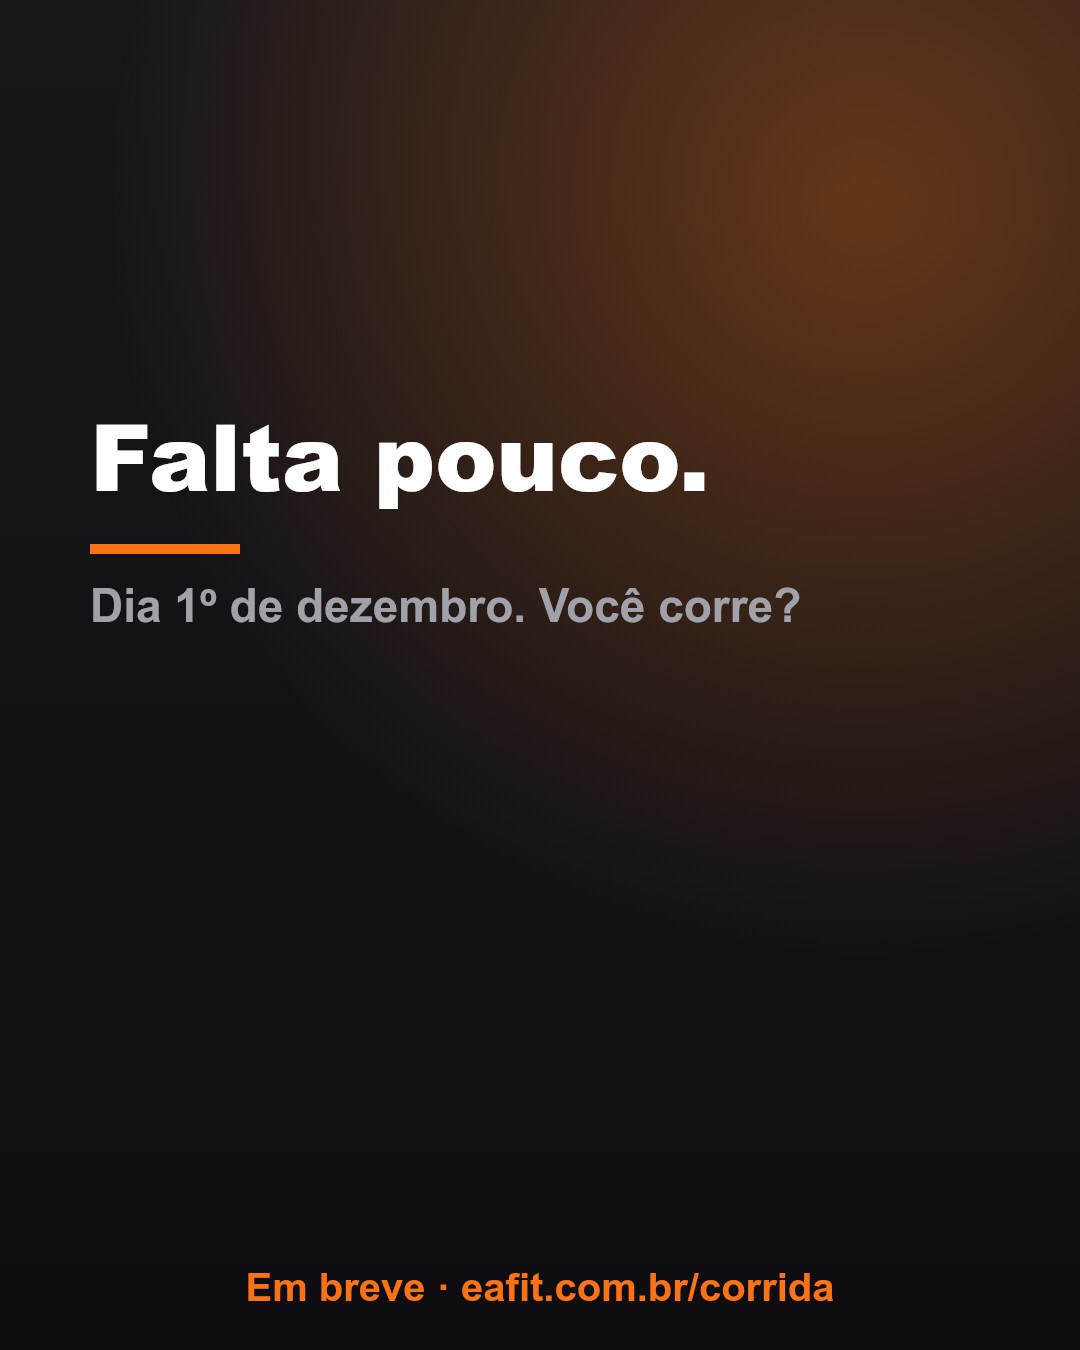 Falta pouco.
Dia 1º de dezembro. Você corre?
Em breve · eafit.com.br/corrida